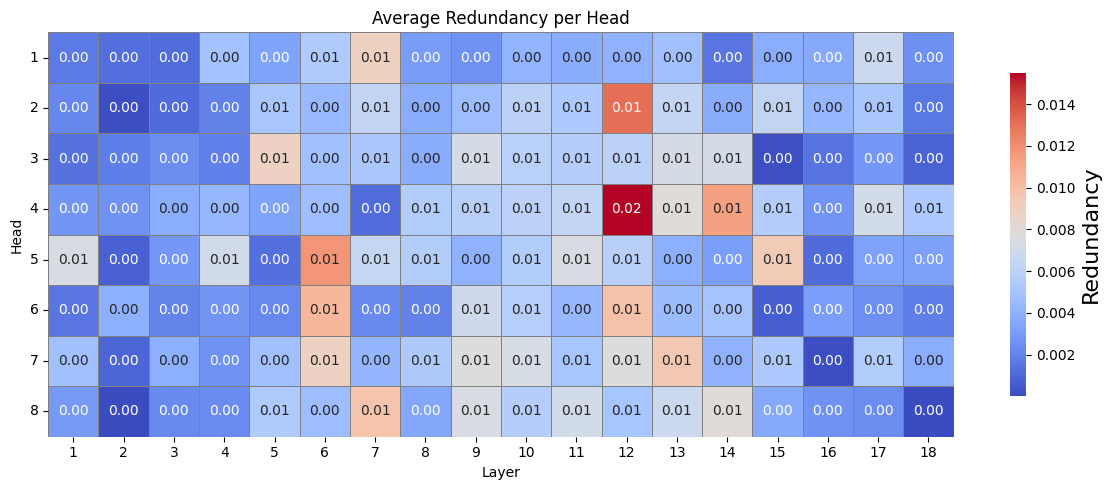 Average Redundancy per Head
1 0.00 0.00 0.00 0.00 0.00 0.01 0.01 0.00 0.00 0.00 0.00 0.00 0.00 0.00 0.00 0.00 0.01 0.00
2 0.00 0.00 0.00 0.00 0.01 0.00 0.01 0.00 0.00 0.01 0.01 0.01 0.01 0.00 0.01 0.00 0.01 0.00
3 0.00 0.00 0.00 0.00 0.01 0.00 0.01 0.00 0.01 0.01 0.01 0.01 0.01 0.01 0.00 0.00 0.00 0.00
4 0.00 0.00 0.00 0.00 0.00 0.00 0.00 0.01 0.01 0.01 0.01 0.02 0.01 0.01 0.01 0.00 0.01 0.01
5 0.01 0.00 0.00 0.01 0.00 0.01 0.01 0.01 0.00 0.01 0.01 0.01 0.00 0.00 0.01 0.00 0.00 0.00
6 0.00 0.00 0.00 0.00 0.00 0.01 0.00 0.00 0.01 0.01 0.00 0.01 0.00 0.00 0.00 0.00 0.00 0.00
7 0.00 0.00 0.00 0.00 0.00 0.01 0.00 0.01 0.01 0.01 0.01 0.01 0.01 0.00 0.01 0.00 0.01 0.00
8 0.00 0.00 0.00 0.00 0.01 0.00 0.01 0.00 0.01 0.01 0.01 0.01 0.01 0.01 0.00 0.00 0.00 0.00
1 2 3 4 5 6 7 8 9 10 11 12 13 14 15 16 17 18
Layer
Head
0.014
0.012
0.010
0.008
0.006
0.004
0.002
Redundancy